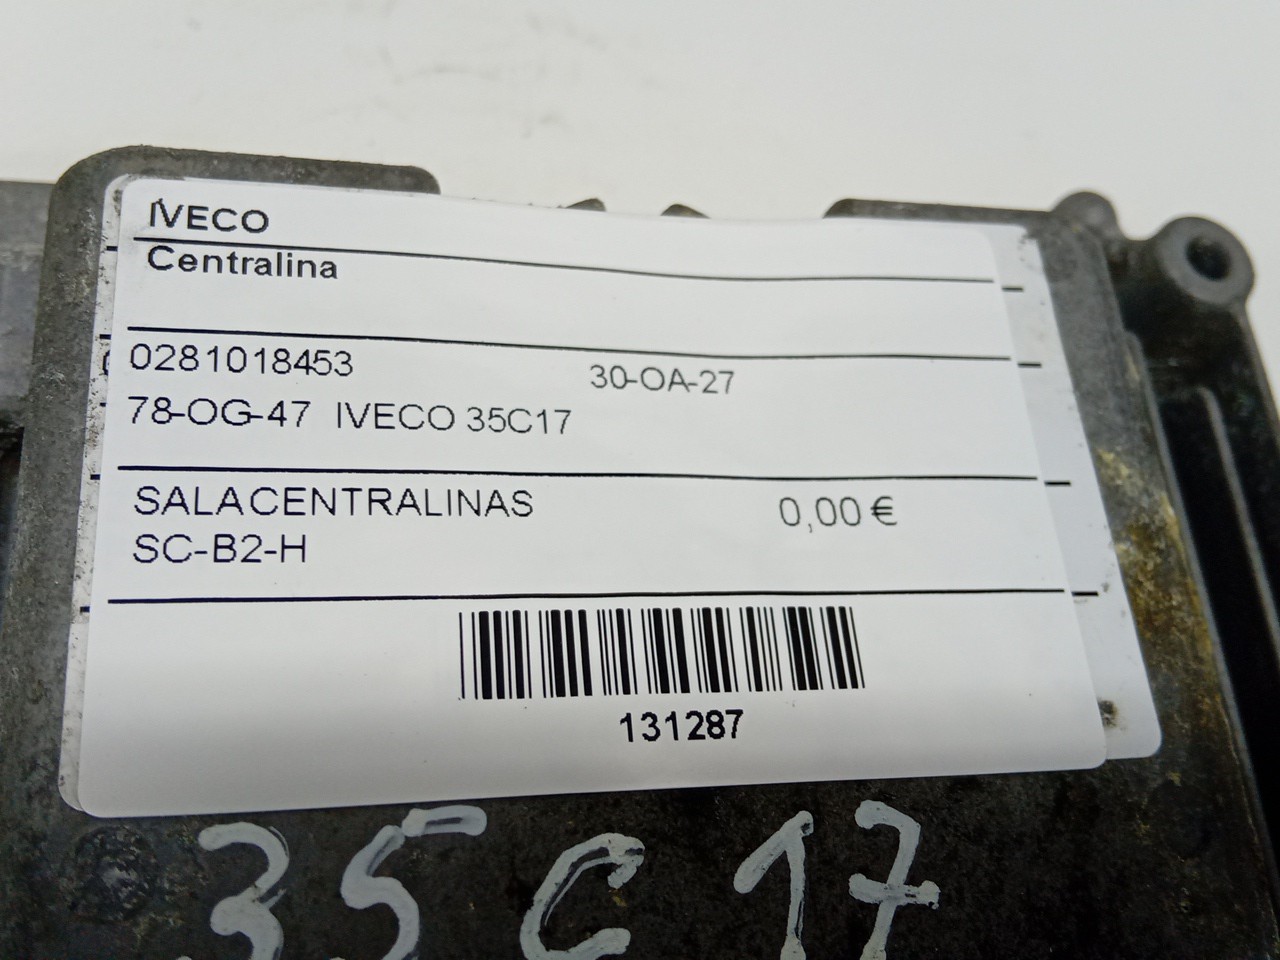 IVECO
Centralina
0281018453 30-OA-27
78-OG-47 IVECO 35C17
SALACENTRALINAS 0,00 €
SC-B2-H
131287
35C17